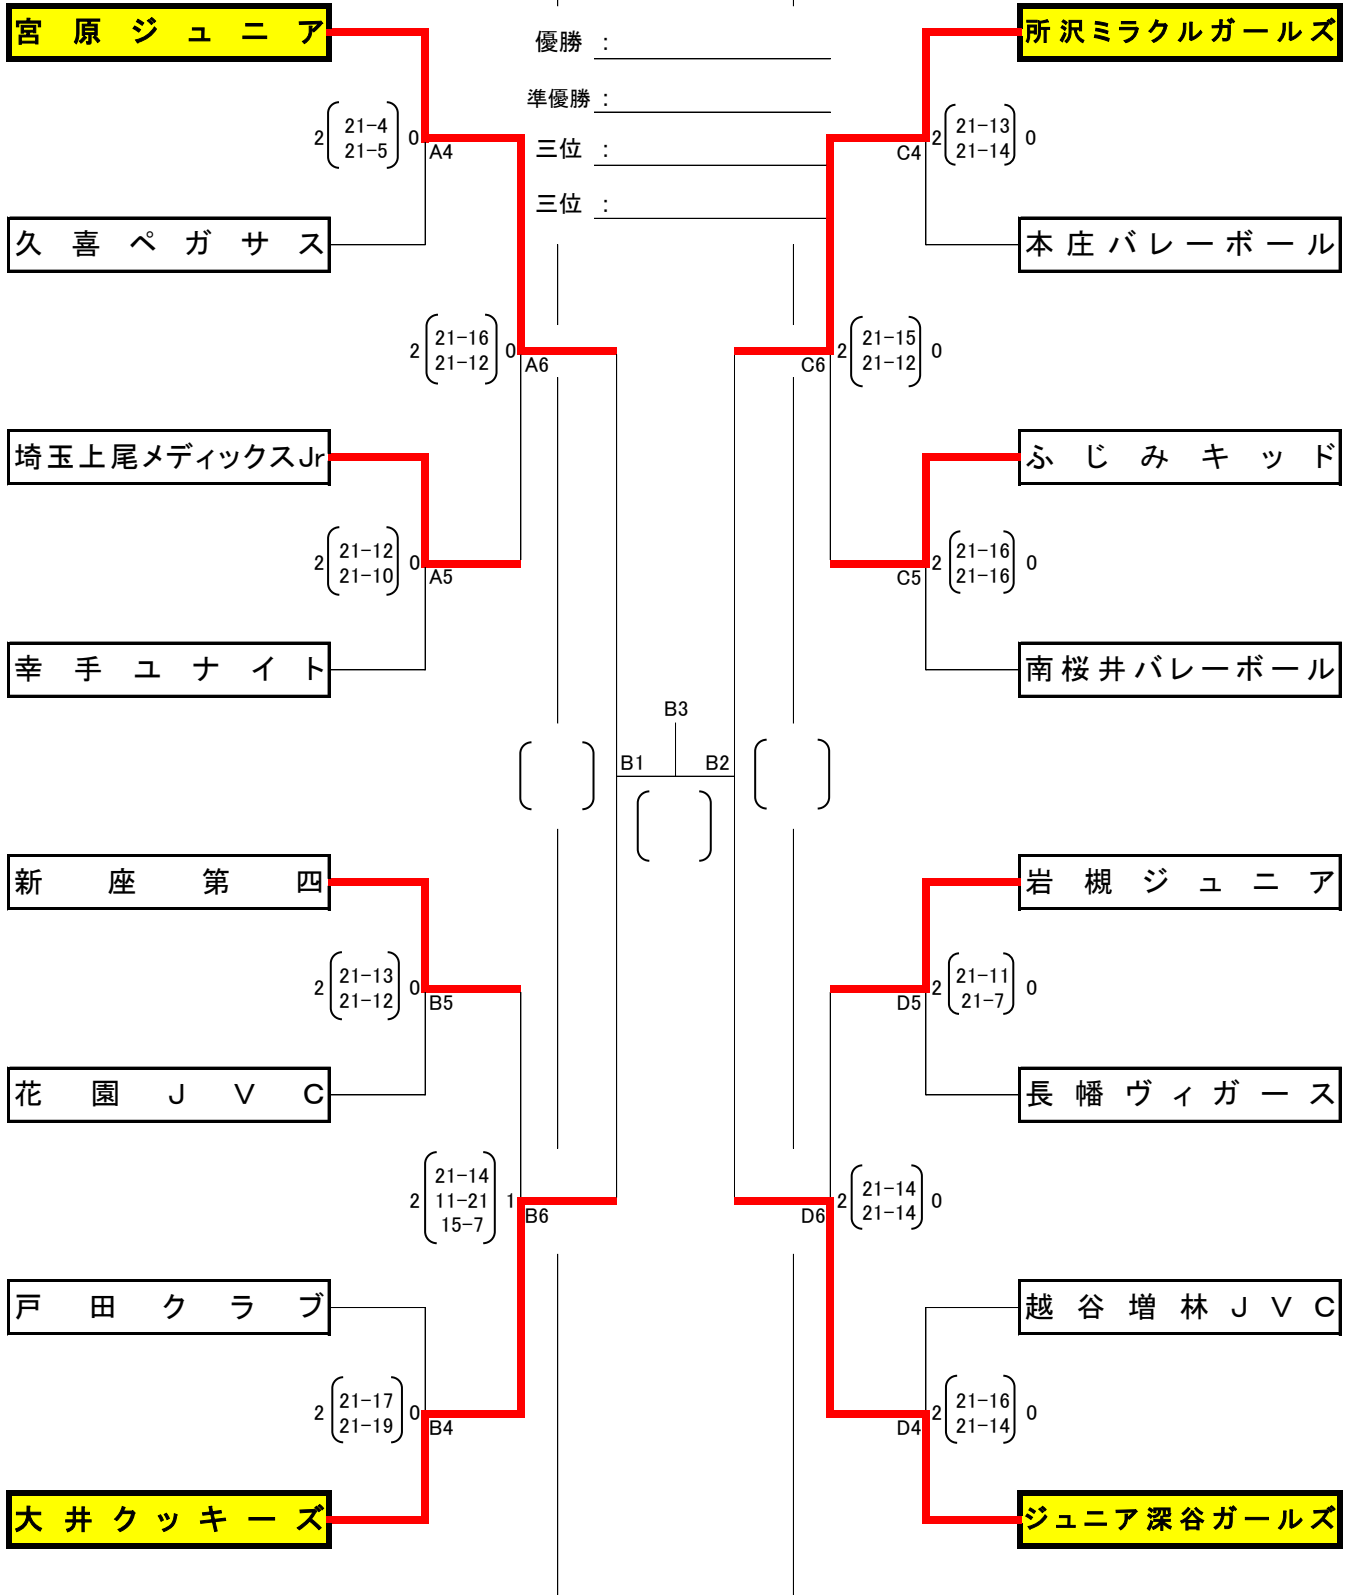 宮原ジュニア
優勝 :
所沢ミラクルガールズ
準優勝 :
2 21-4 0
21-5
A4
三位 :
C4
2 21-13 0
21-14
三位 :
久喜ペガサス
本庄バレーボール
2 21-16 0
21-12
A6
C6
2 21-15 0
21-12
埼玉上尾メディックスJr
ふじみキッド
2 21-12 0
21-10
A5
C5
2 21-16 0
21-16
幸手ユナイト
南桜井バレーボール
B3
B1
B2
新座第四
岩槻ジュニア
2 21-13 0
21-12
B5
D5
2 21-11 0
21-7
花園JVC
長幡ヴィガース
21-14
2 11-21 1
15-7
B6
D6
2 21-14 0
21-14
戸田クラブ
越谷増林JVC
2 21-17 0
21-19
B4
D4
2 21-16 0
21-14
大井クッキーズ
ジュニア深谷ガールズ